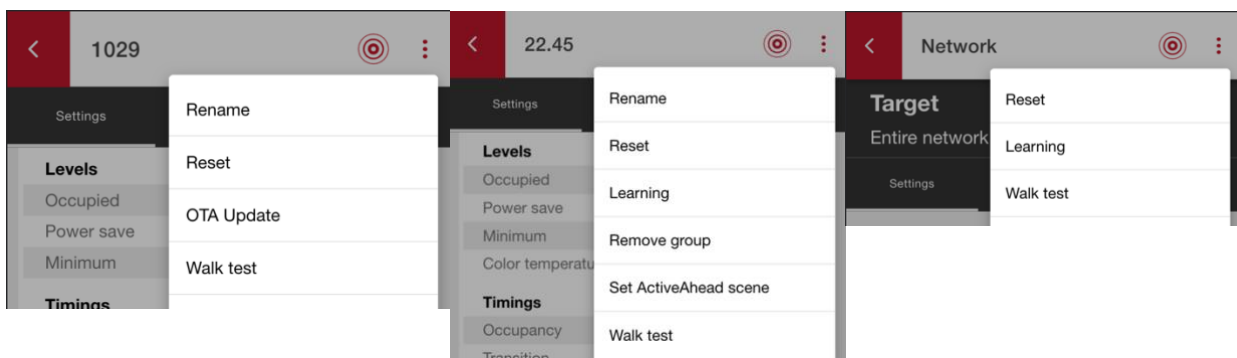 1029
Rename
Settings
Reset
Levels
Occupied
OTA Update
Power save
Minimum
Walk test
Timings
22.45
Rename
Settings
Reset
Levels
Occupied
Learning
Power save
Minimum
Remove group
Color temperatu
Set ActiveAhead scene
Timings
Occupancy
Walk test
Transition
Network
Target
Reset
Entire network
Learning
Settings
Walk test